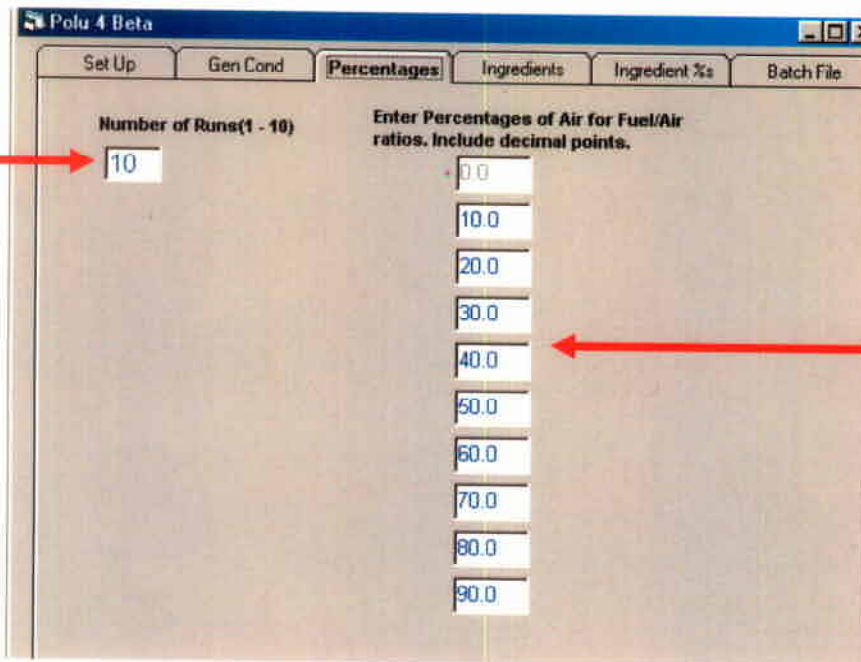 Polu 4 Beta
Set Up Gen Cond Percentages Ingredients Ingredient %s Batch File
Number of Runs(1 - 10)
10
Enter Percentages of Air for Fuel/Air
ratios. Include decimal points.
0.0
10.0
20.0
30.0
40.0
50.0
60.0
70.0
80.0
90.0